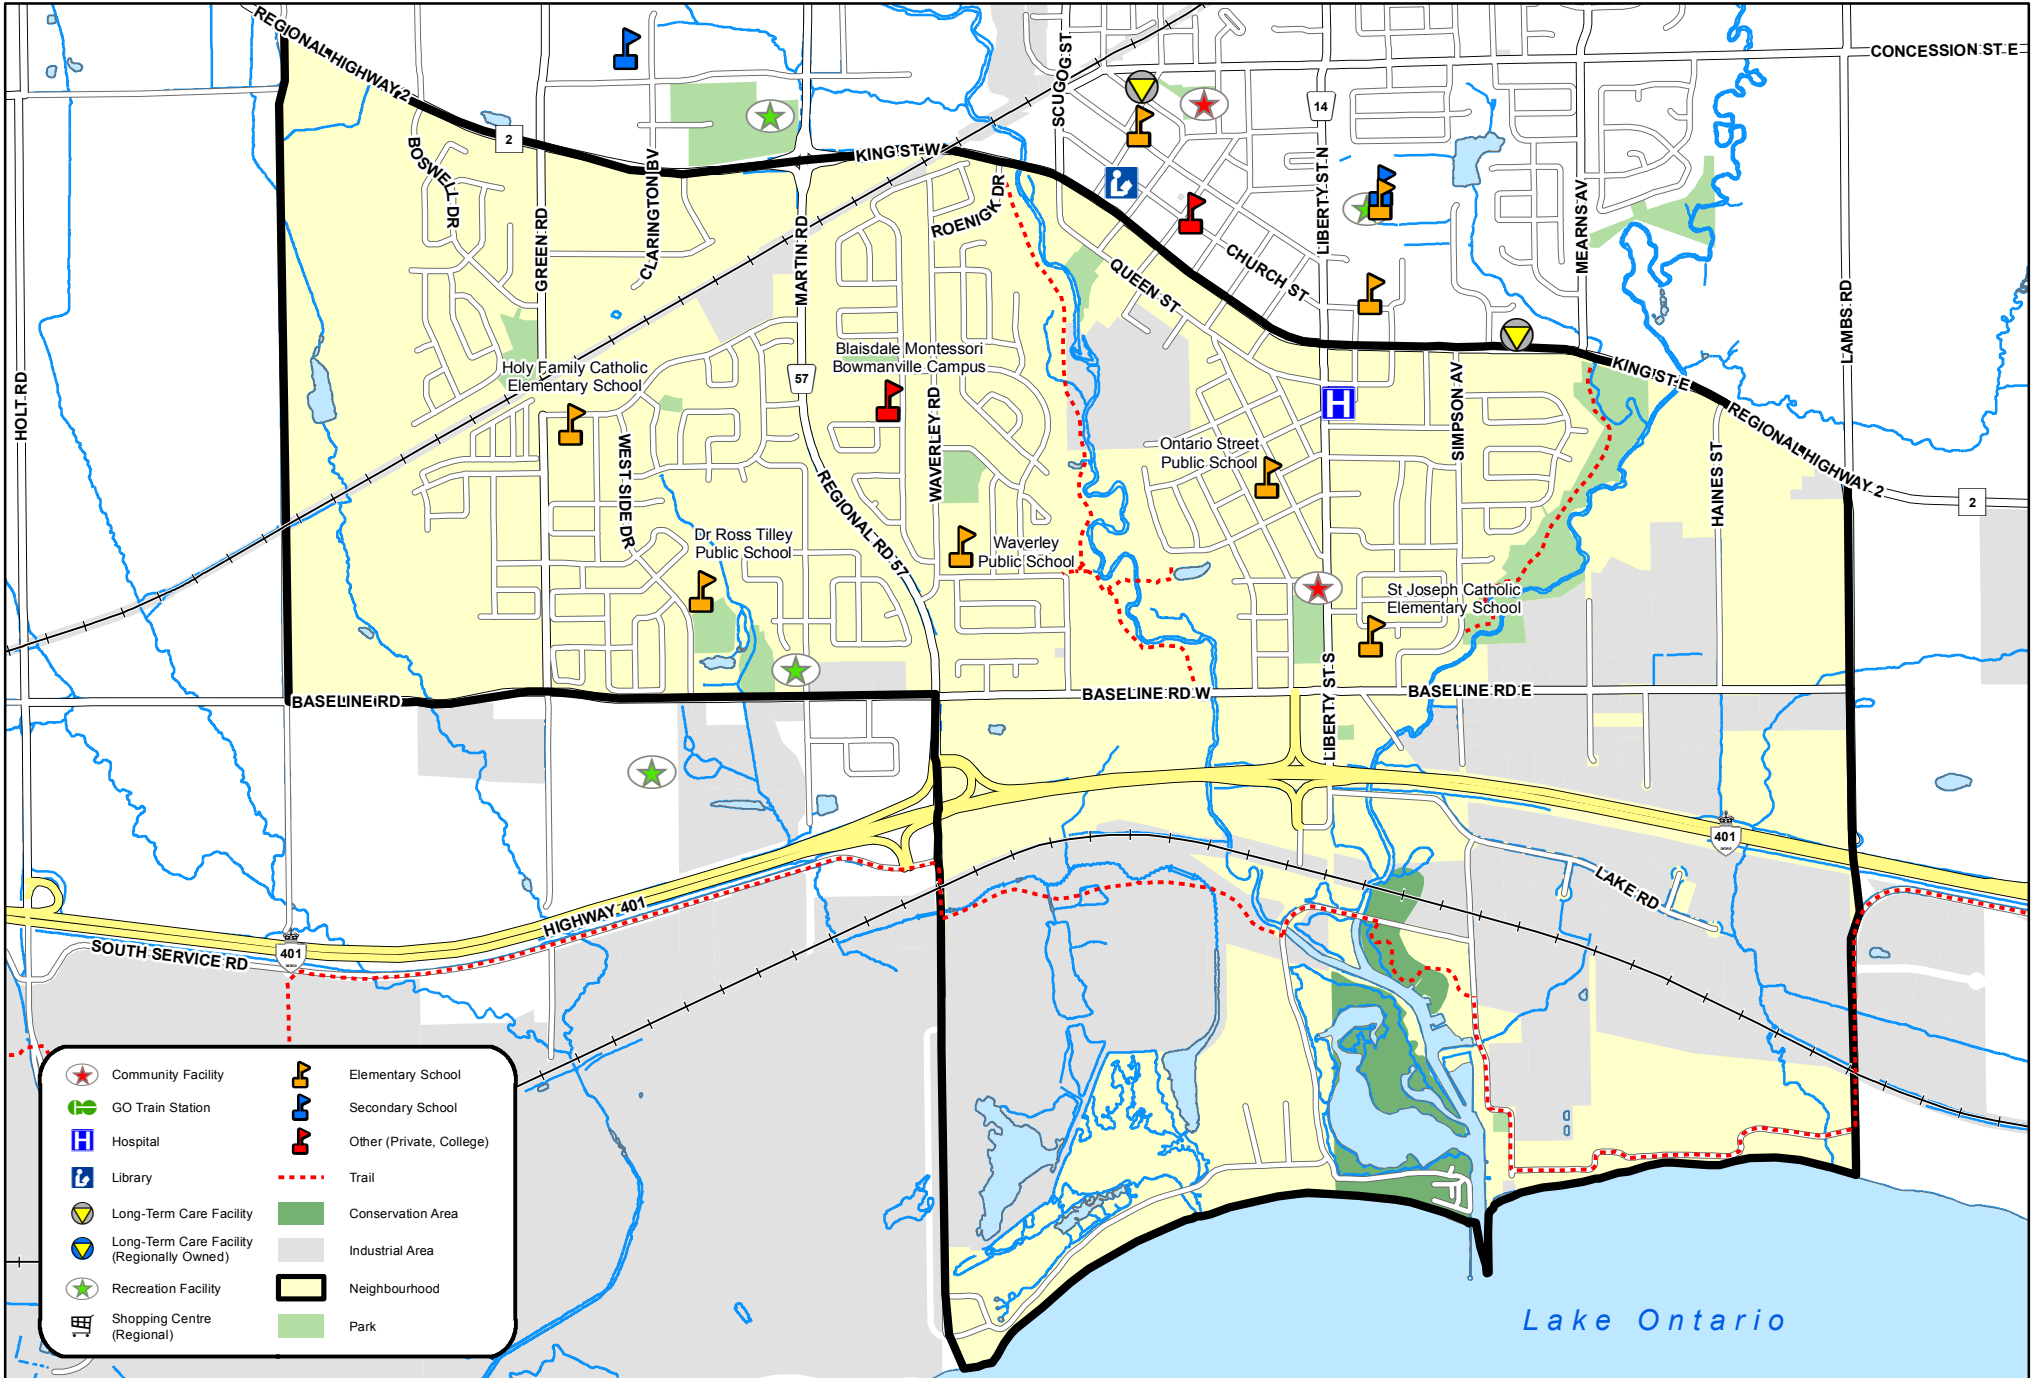 REGIONAL HIGHWAY 2
SCUGOG ST
CONCESSION ST E
14
2
BOSWELL DR
GREEN RD
CLARINGTON BV
MARTIN RD
KING ST W
ROENIGK DR
LIBERTY ST N
MEARNS AV
QUEEN ST
CHURCH ST
LAMBS RD
HOLT RD
Holy Family Catholic
Elementary School
57
Blaisdale Montessori
Bowmanville Campus
WAVERLEY RD
H
SIMPSON AV
KING ST E
REGIONAL HIGHWAY 2
2
HAINES ST
WEST SIDE DR
REGIONAL RD 57
Ontario Street
Public School
Dr Ross Tilley
Public School
Waverley
Public School
St Joseph Catholic
Elementary School
BASELINE RD
BASELINE RD W
LIBERTY ST S
BASELINE RD E
401
LAKE RD
HIGHWAY 401
SOUTH SERVICE RD
401
Lake Ontario
Community Facility
GO Train Station
H
Hospital
Library
Long-Term Care Facility
Long-Term Care Facility
(Regionally Owned)
Recreation Facility
Shopping Centre
(Regional)
Elementary School
Secondary School
Other (Private, College)
Trail
Conservation Area
Industrial Area
Neighbourhood
Park